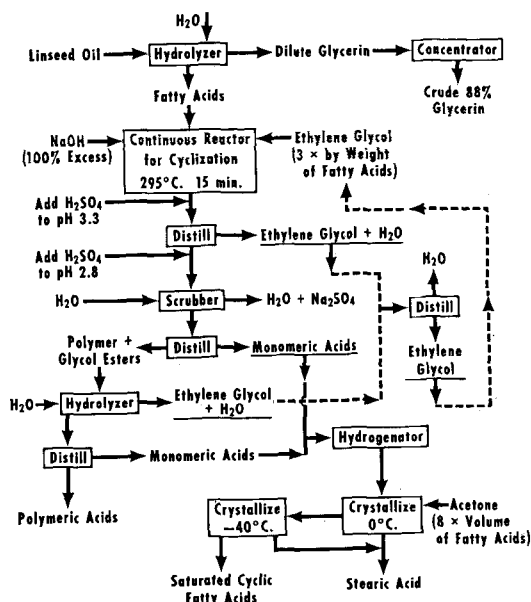 H₂O
Linseed Oil
Hydrolyzer
Dilute Glycerin
Concentrator
Fatty Acids
Crude 88%
Glycerin
NaOH
(100% Excess)
Continuous Reactor
for Cyclization
295°C. 15 min.
Ethylene Glycol
(3 × by Weight
of Fatty Acids)
Add H₂SO₄
to pH 3.3
Distill
Ethylene Glycol + H₂O
Add H₂SO₄
to pH 2.8
H₂O
H₂O
Scrubber
H₂O + Na₂SO₄
Distill
Polymer +
Glycol Esters
Distill
Monomeric Acids
Ethylene
Glycol
H₂O
Hydrolyzer
Ethylene Glycol
+ H₂O
Hydrogenator
Distill
Monomeric Acids
Polymeric Acids
Crystallize
–40°C.
Crystallize
0°C.
Acetone
(8 × Volume
of Fatty Acids)
Saturated Cyclic
Fatty Acids
Stearic Acid